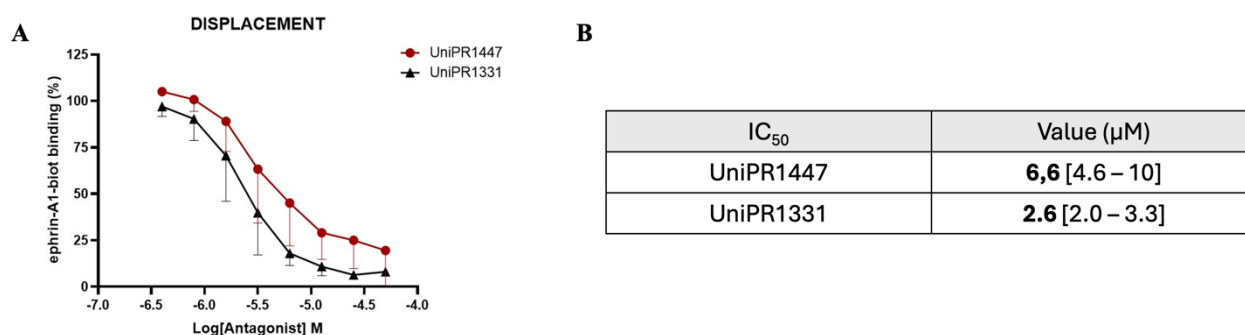 A
DISPLACEMENT
UniPR1447
UniPR1331
ephrin-A1-biot binding (%)
125
100
75
50
25
0
-7.0 -6.5 -6.0 -5.5 -5.0 -4.5 -4.0
Log[Antagonist] M
B
IC₅₀ Value (µM)
UniPR1447 6,6 [4.6 – 10]
UniPR1331 2.6 [2.0 – 3.3]